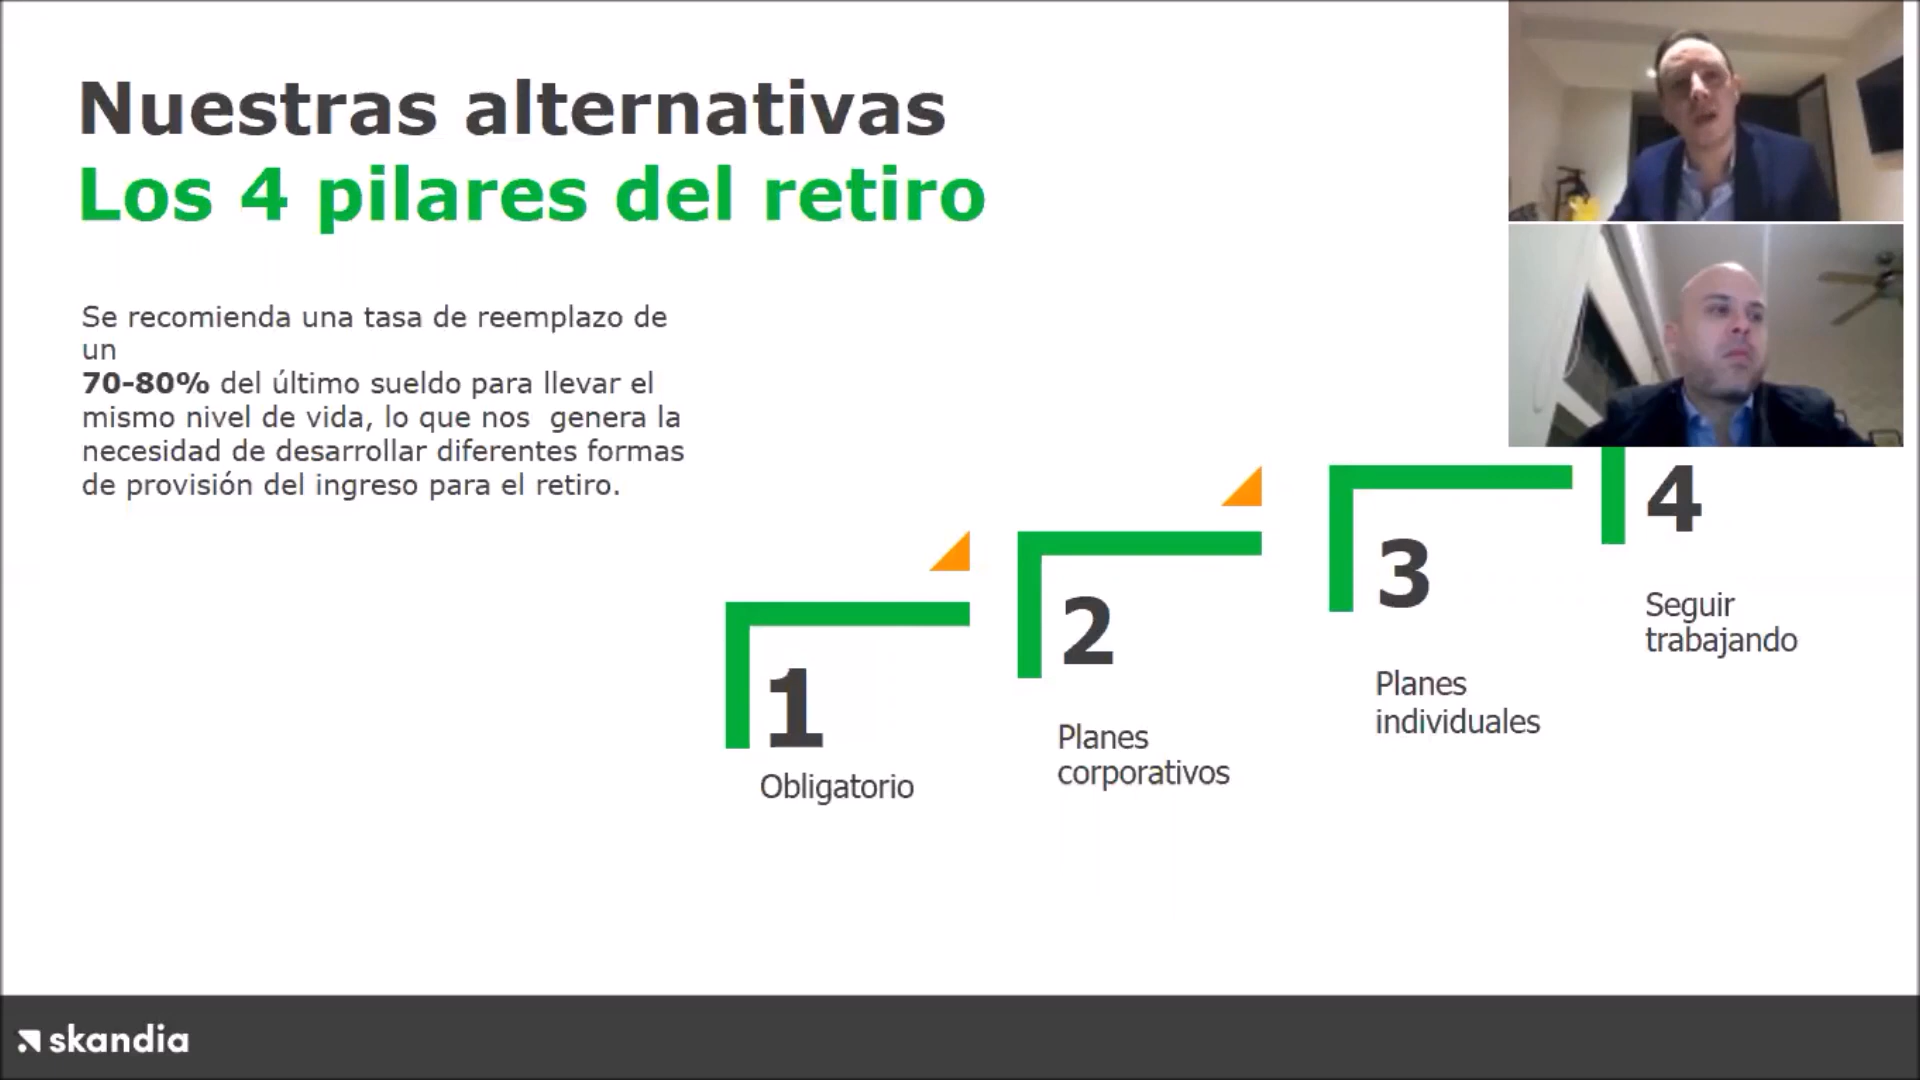 Nuestras alternativas
Los 4 pilares del retiro
Se recomienda una tasa de reemplazo de
un
70-80% del último sueldo para llevar el
mismo nivel de vida, lo que nos  genera la
necesidad de desarrollar diferentes formas
de provisión del ingreso para el retiro.
1
Obligatorio
2
Planes
corporativos
3
Planes
individuales
4
Seguir
trabajando
skandia